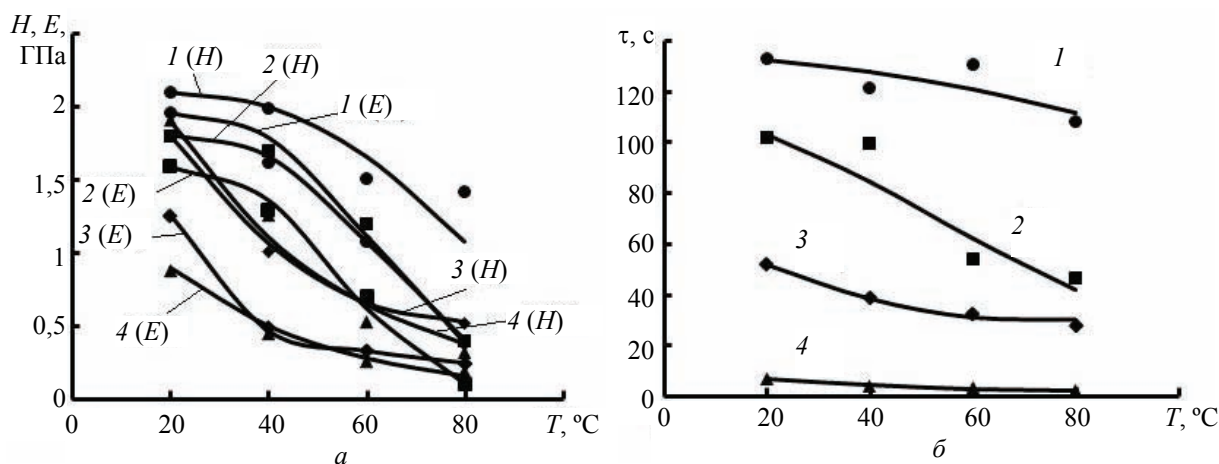 H, E,
ГПа
1 (H)
2 (H)
1 (E)
2
1,5
2 (E)
3 (E)
1
3 (H)
0,5
4 (E)
4 (H)
0
0 20 40 60 80 T, ºC
а
τ, с
120
100
80
60
40
20
0
1
2
3
4
0 20 40 60 80 T, ºC
б